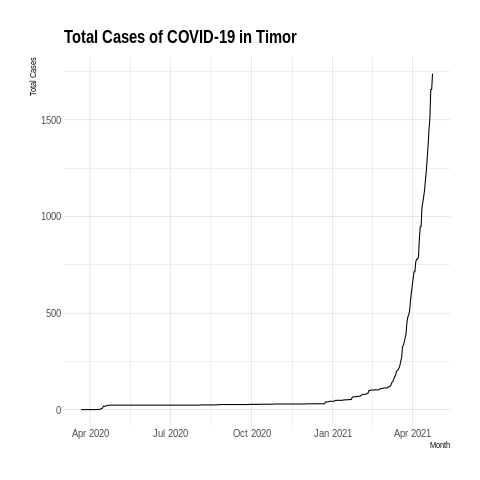 Total Cases of COVID-19 in Timor
Total Cases
1500
1000
500
0
Apr 2020 Jul 2020 Oct 2020 Jan 2021 Apr 2021
Month